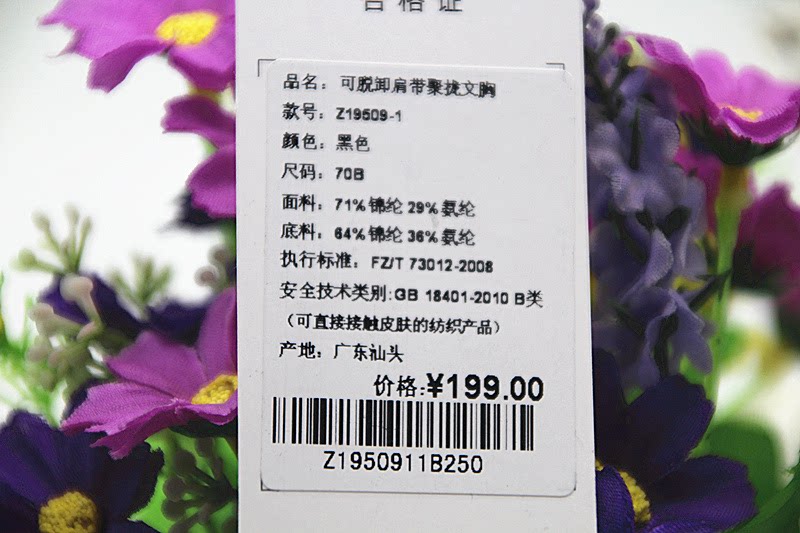 合格证
品名：可脱卸肩带聚拢文胸
款号：Z19509-1
颜色：黑色
尺码：70B
面料：71%锦纶 29%氨纶
底料：64%锦纶 36%氨纶
执行标准：FZ/T 73012-2008
安全技术类别:GB 18401-2010 B类
（可直接接触皮肤的纺织产品）
产地：广东汕头
价格:¥199.00
Z1950911B250